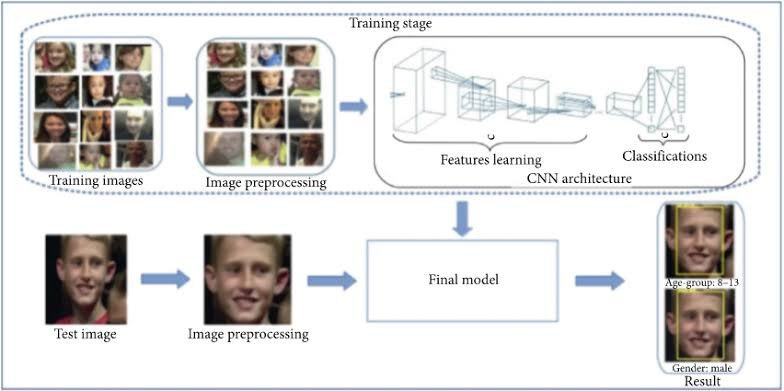 Training stage
Training images
Image preprocessing
Features learning
Classifications
CNN architecture
Test image
Image preprocessing
Final model
Age-group: 8–13
Gender: male
Result